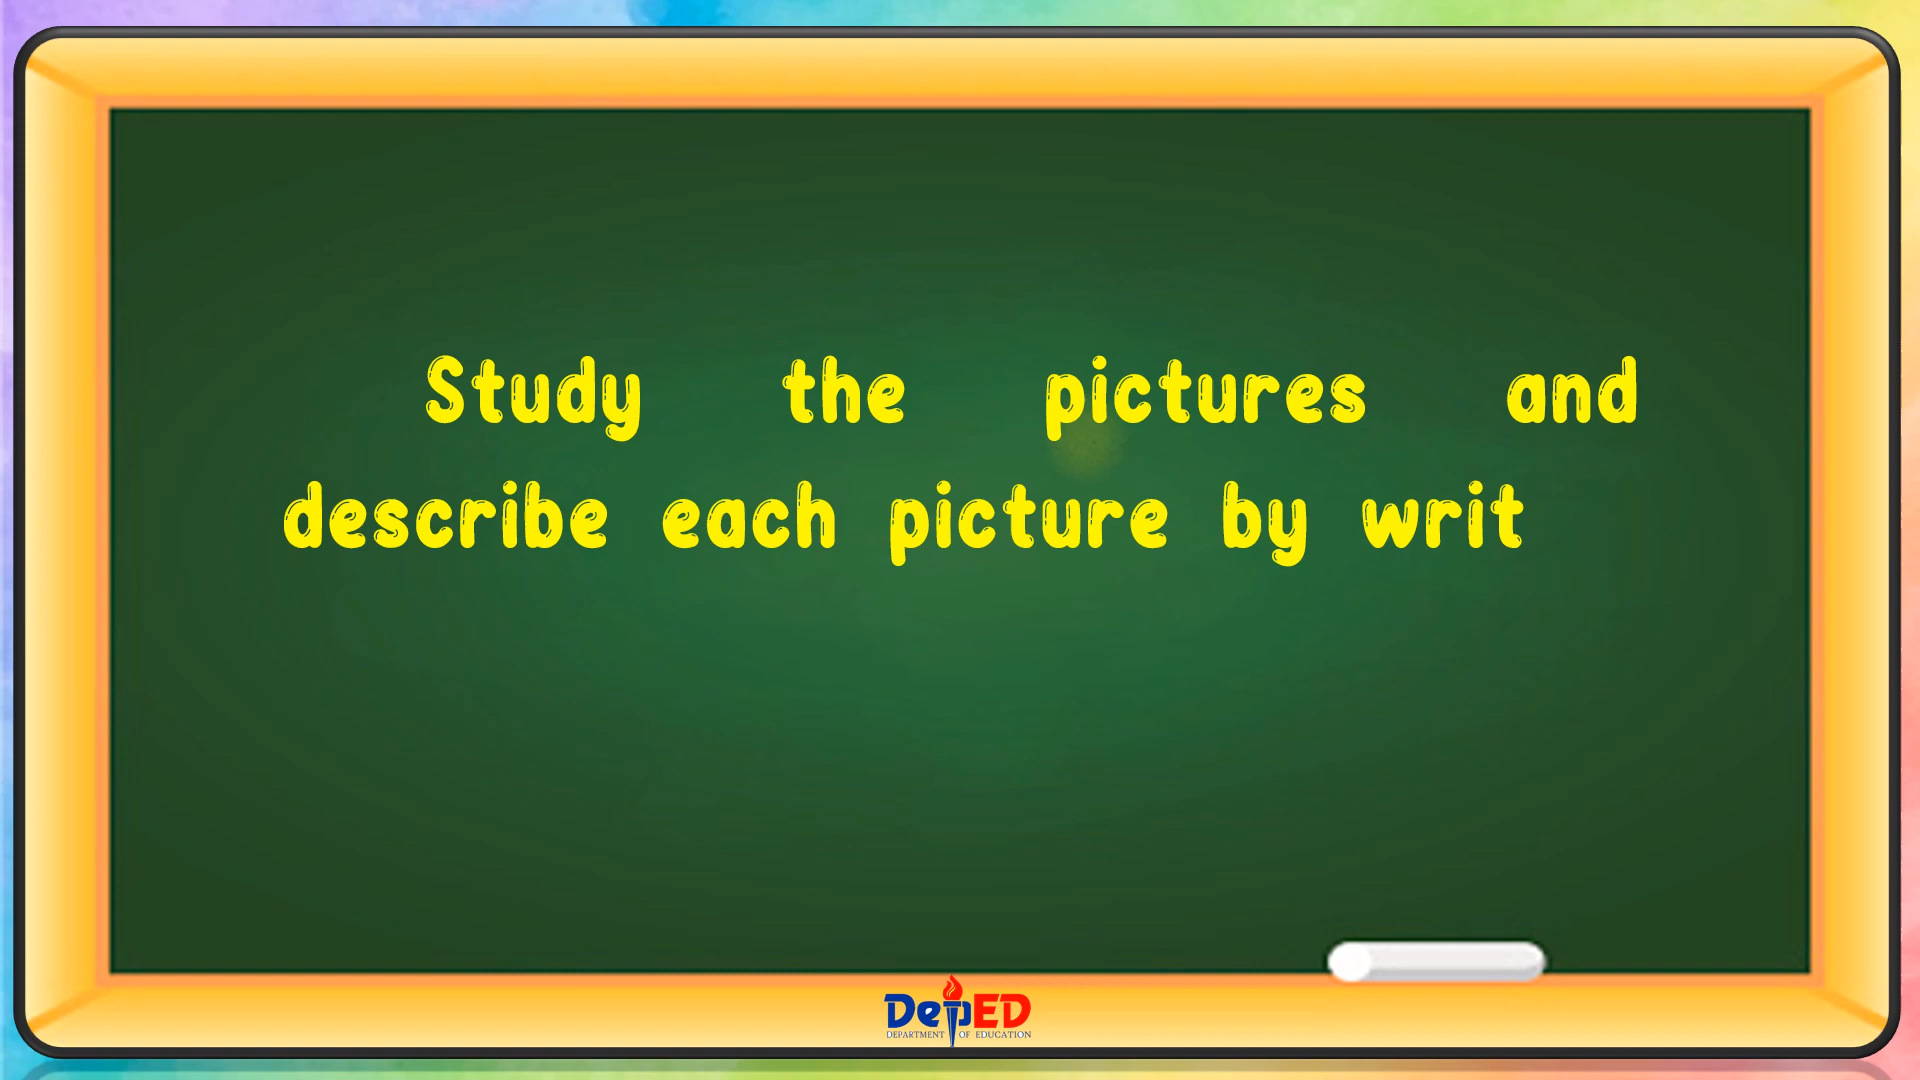 Study the pictures and
describe each picture by writ
DepED
DEPARTMENT OF EDUCATION